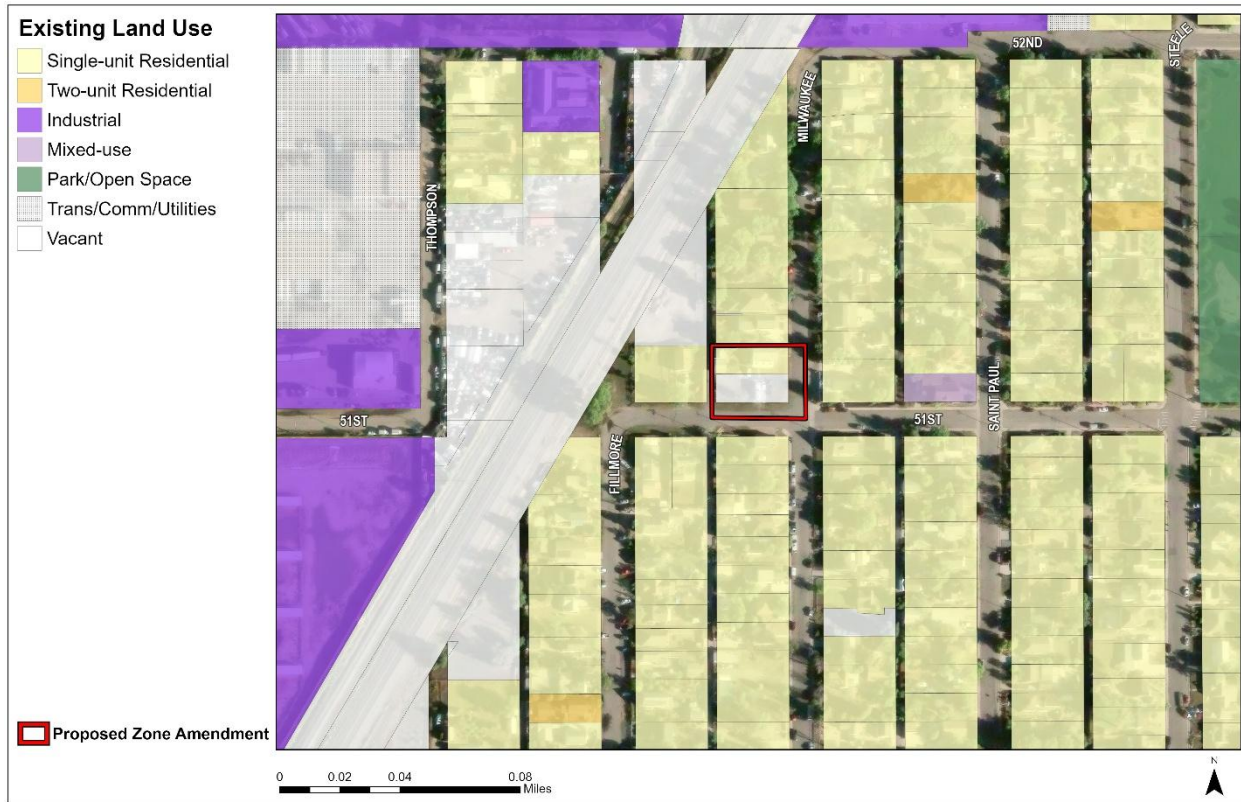 Existing Land Use
Single-unit Residential
Two-unit Residential
Industrial
Mixed-use
Park/Open Space
Trans/Comm/Utilities
Vacant
Proposed Zone Amendment
52ND
STEELE
MILWAUKEE
THOMPSON
SAINT PAUL
51ST
51ST
FILLMORE
0 0.02 0.04 0.08
Miles
N